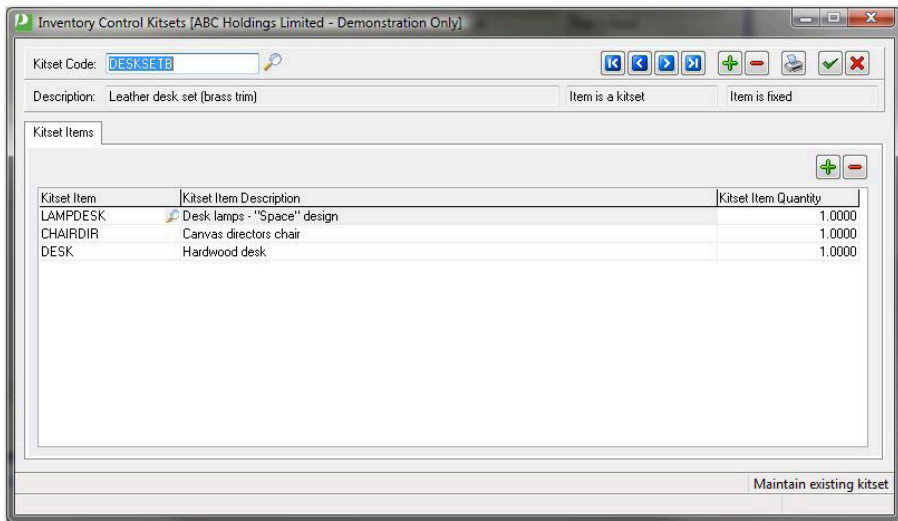 Inventory Control Kitsets [ABC Holdings Limited - Demonstration Only]
Kitset Code: DESKSETB
Description: Leather desk set (brass trim) Item is a kitset Item is fixed
Kitset Items
Kitset Item Kitset Item Description Kitset Item Quantity
LAMPDESK Desk lamps - "Space" design 1.0000
CHAIRDIR Canvas directors chair 1.0000
DESK Hardwood desk 1.0000
Maintain existing kitset